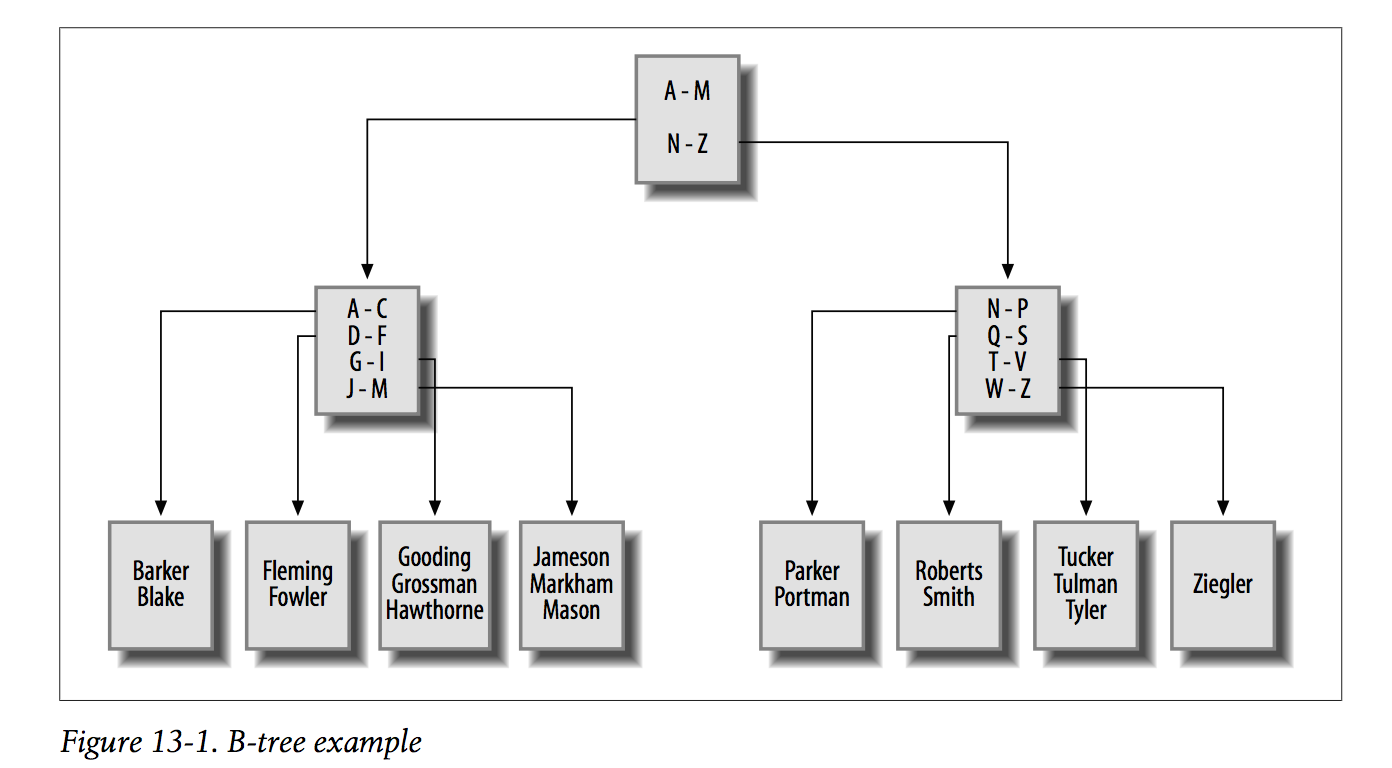 A - M
N - Z
A - C
D - F
G - I
J - M
N - P
Q - S
T - V
W - Z
Barker
Blake
Fleming
Fowler
Gooding
Grossman
Hawthorne
Jameson
Markham
Mason
Parker
Portman
Roberts
Smith
Tucker
Tulman
Tyler
Ziegler
Figure 13-1. B-tree example